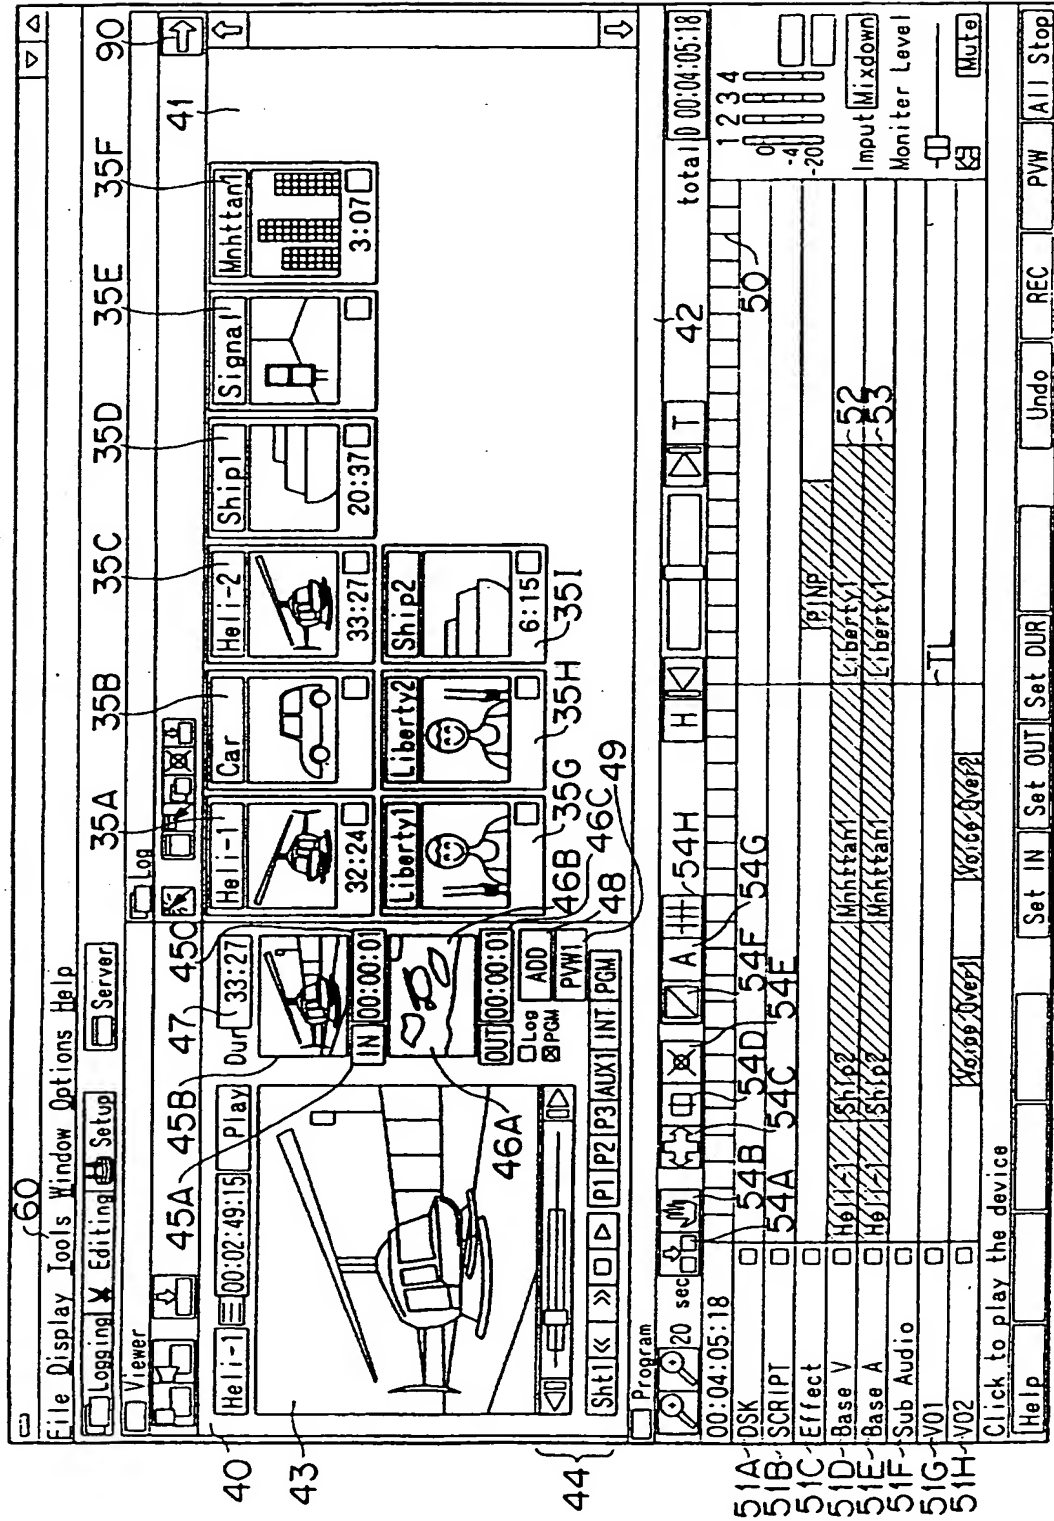 60
File Display Tools Window Options Help
Logging Editing Setup Server
Viewer
Log
35A 35B 35C 35D 35E 35F 90
40 45A 45B 47 45C 41
Heli-1 00:02:49:15 Play
Dur 33:27
43
IN 00:00:01
OUT 00:00:01
46A
Log
PGM
ADD
PVW1
Heli-1 Car Heli-2 Ship1 Signal Mnhttan1
32:24 33:27 20:37 3:07
Liberty1 Liberty2 Ship2
6:15
35G 35H 35I
46B
46C
48
49
44
Sht1 << >> P1 P2 P3 AUX1 INT PGM
Program
20 sec A H T 42 total D 00:04:05:18
00:04:05:18
54A 54B 54C 54D 54E 54F 54G 54H
50
51A DSK
51B SCRIPT
51C Effect PINP
51D Base V Heli-1 Ship2 Mnhttan1 Liberty1 52
51E Base A Heli-1 Ship2 Mnhttan1 Liberty1 53
51F Sub Audio
51G VO1 TL
51H VO2 Voice Over1 Voice Over2
1 2 3 4
0
-4
-20
Input Mixdown
Moniter Level
Mute
Click to play the device
Help Set IN Set OUT Set DUR Undo REC PVW All Stop